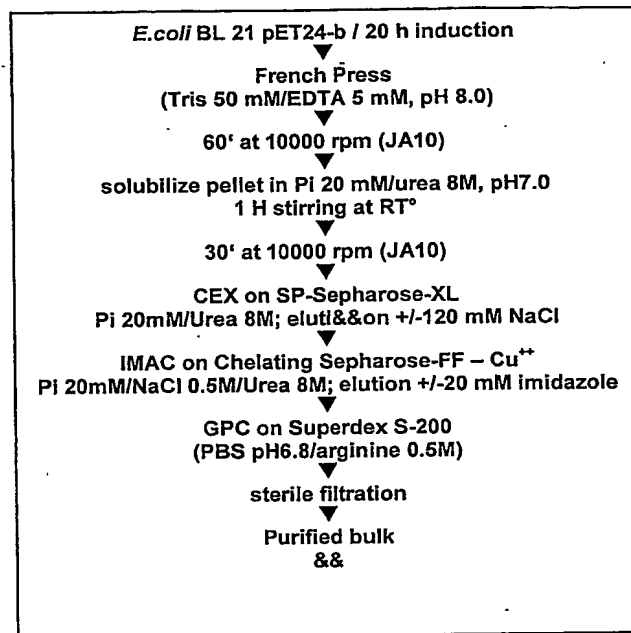 E.coli BL 21 pET24-b / 20 h induction
French Press
(Tris 50 mM/EDTA 5 mM, pH 8.0)
60‘ at 10000 rpm (JA10)
solubilize pellet in Pi 20 mM/urea 8M, pH7.0
1 H stirring at RT°
30‘ at 10000 rpm (JA10)
CEX on SP-Sepharose-XL
Pi 20mM/Urea 8M; eluti&&on +/-120 mM NaCl
IMAC on Chelating Sepharose-FF – Cu⁺⁺
Pi 20mM/NaCl 0.5M/Urea 8M; elution +/-20 mM imidazole
GPC on Superdex S-200
(PBS pH6.8/arginine 0.5M)
sterile filtration
Purified bulk
&&